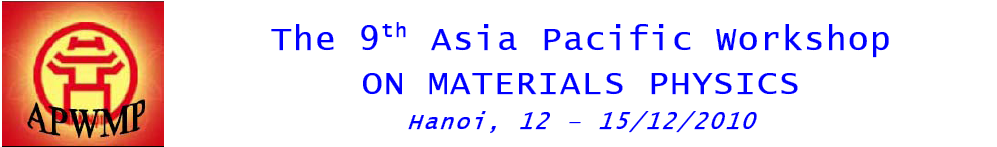 The 9th Asia Pacific Workshop
ON MATERIALS PHYSICS
Hanoi, 12 – 15/12/2010
APWMP